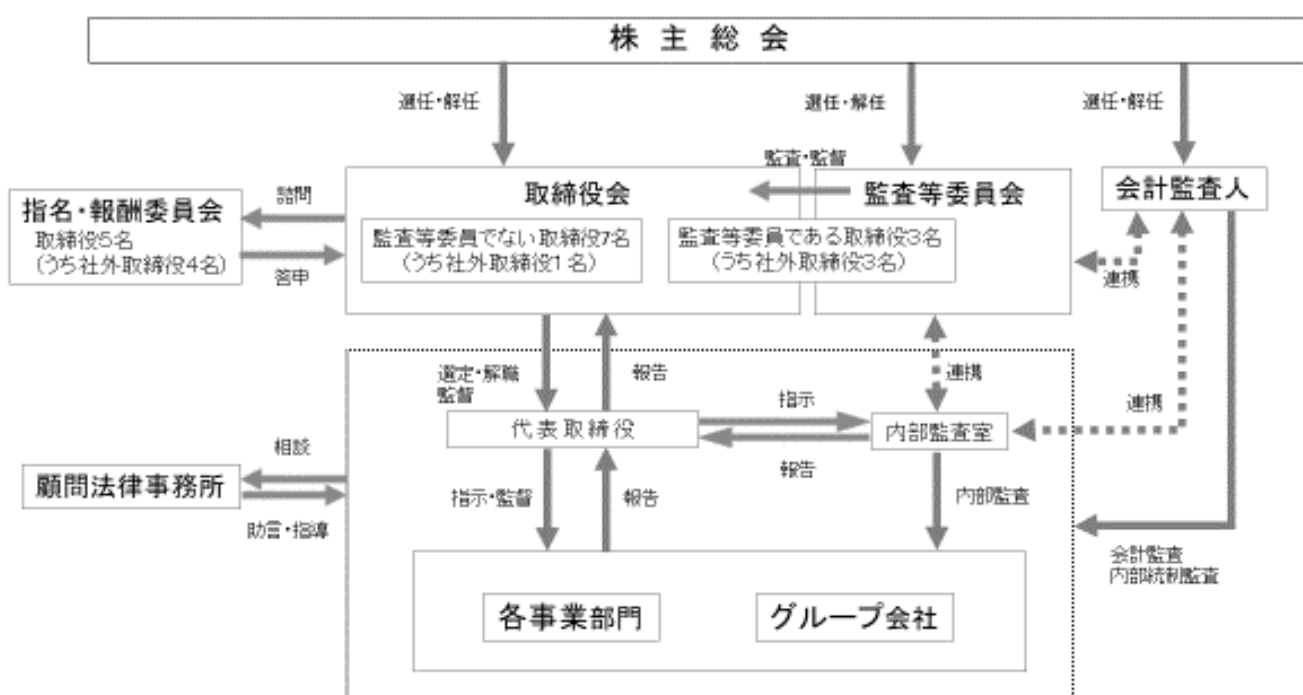 株主総会
選任・解任
選任・解任
選任・解任
監査・監督
取締役会
監査等委員会
会計監査人
指名・報酬委員会
取締役5名
(うち社外取締役4名)
諮問
答申
監査等委員でない取締役7名
(うち社外取締役1名)
監査等委員である取締役3名
(うち社外取締役3名)
連携
選定・解職
監督
報告
連携
連携
指示
代表取締役
内部監査室
報告
相談
顧問法律事務所
助言・指導
指示・監督
報告
内部監査
会計監査
内部統制監査
各事業部門
グループ会社